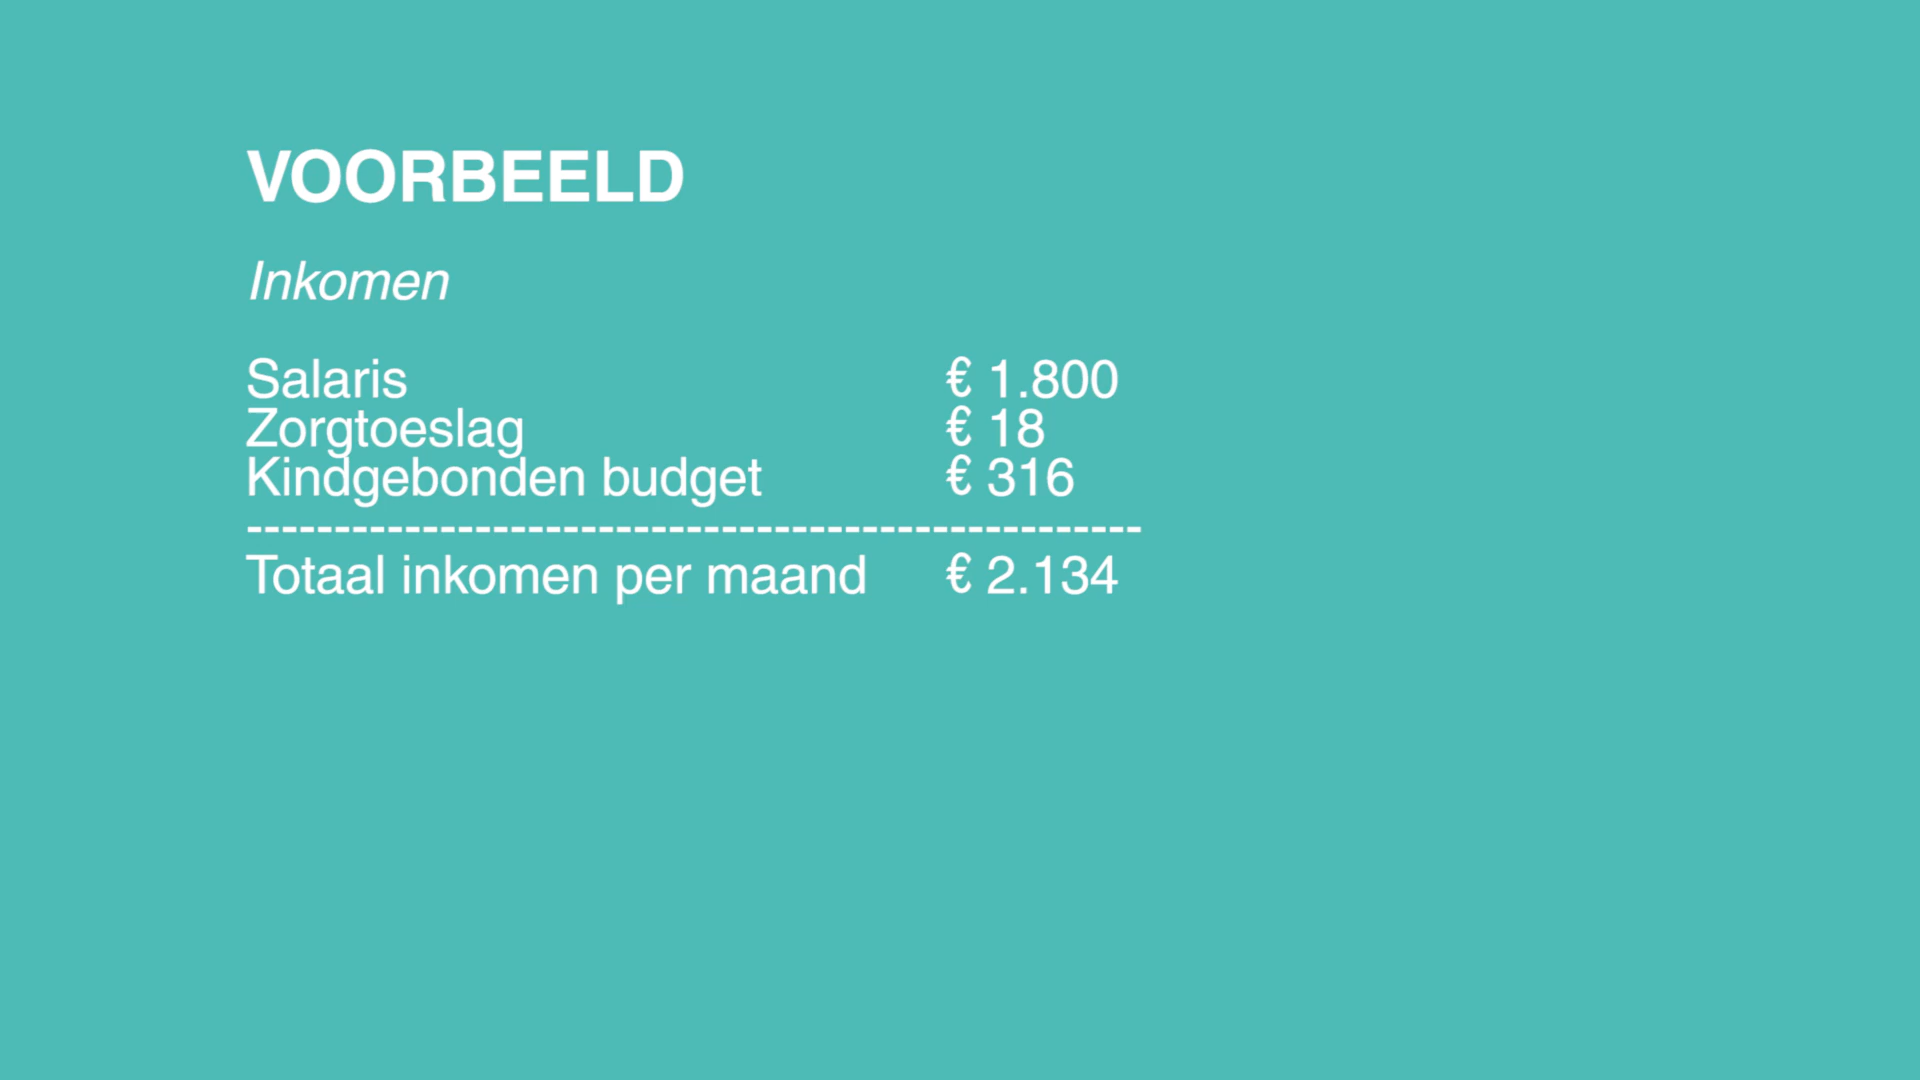 VOORBEELD
Inkomen
Salaris € 1.800
Zorgtoeslag € 18
Kindgebonden budget € 316
---------------------------------------------------
Totaal inkomen per maand € 2.134